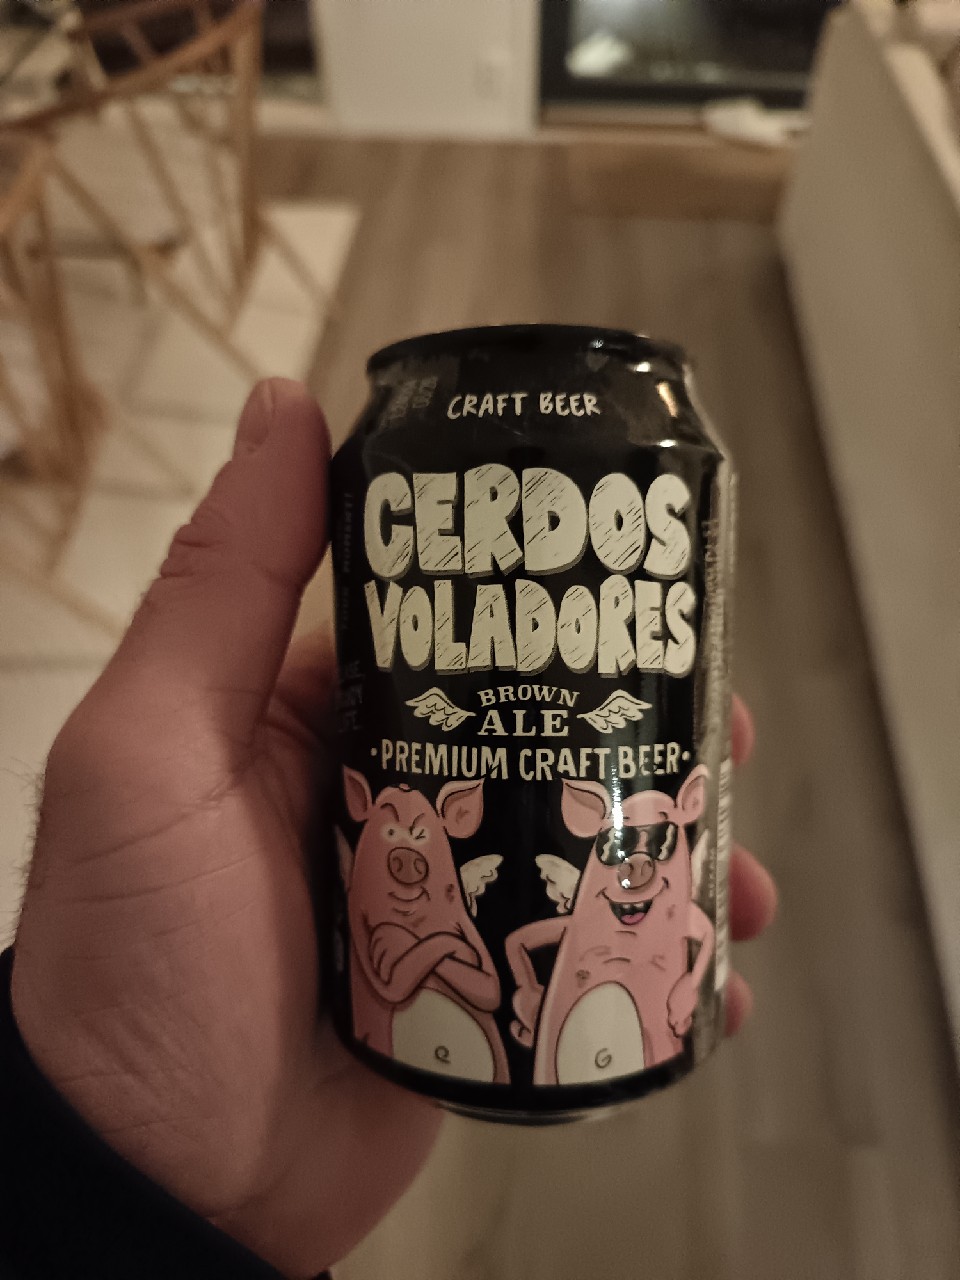 CRAFT BEER
CERDOS
VOLADORES
BROWN
ALE
·PREMIUM CRAFT BEER·